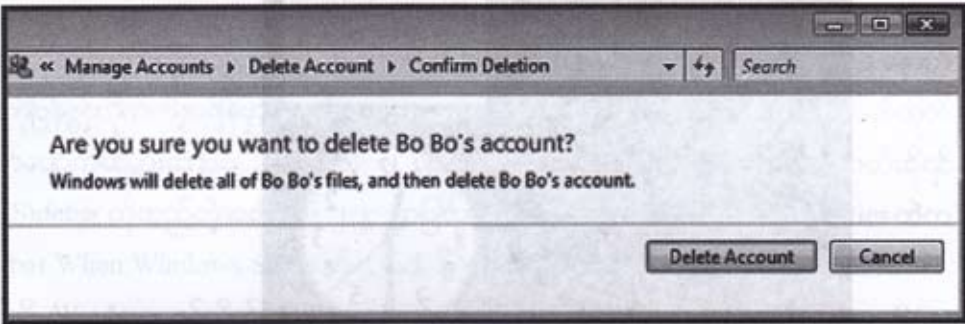 « Manage Accounts ▸ Delete Account ▸ Confirm Deletion Search
Are you sure you want to delete Bo Bo's account?
Windows will delete all of Bo Bo's files, and then delete Bo Bo's account.
Delete Account Cancel